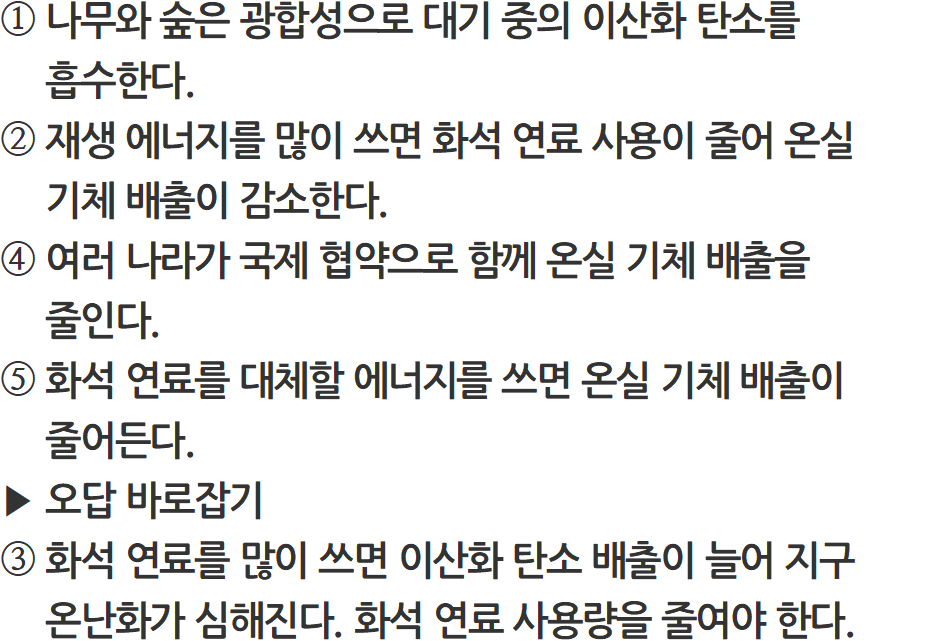 ① 나무와 숲은 광합성으로 대기 중의 이산화 탄소를
흡수한다.
② 재생 에너지를 많이 쓰면 화석 연료 사용이 줄어 온실
기체 배출이 감소한다.
④ 여러 나라가 국제 협약으로 함께 온실 기체 배출을
줄인다.
⑤ 화석 연료를 대체할 에너지를 쓰면 온실 기체 배출이
줄어든다.
▶ 오답 바로잡기
③ 화석 연료를 많이 쓰면 이산화 탄소 배출이 늘어 지구
온난화가 심해진다. 화석 연료 사용량을 줄여야 한다.